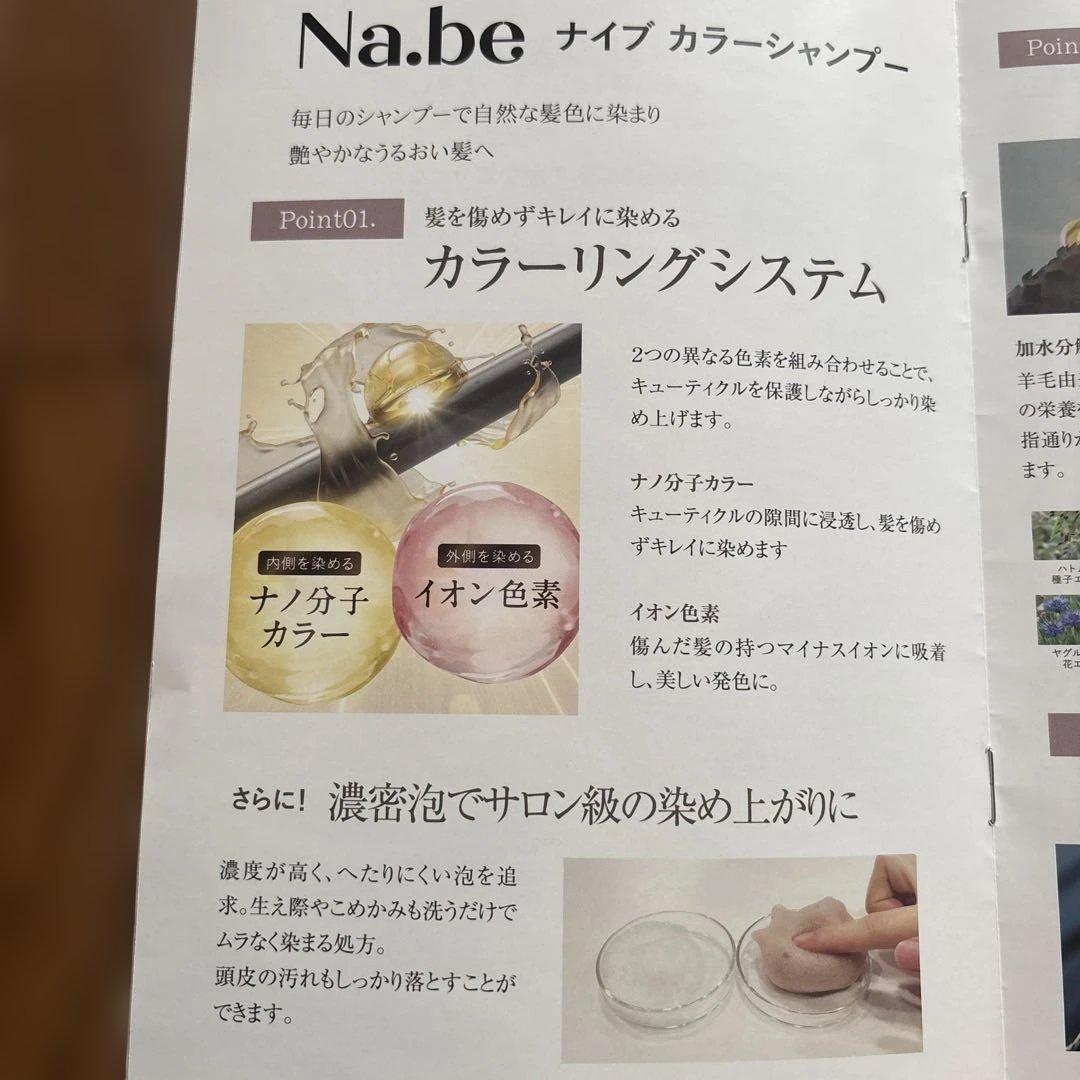 Na.be ナイブ カラーシャンプー
毎日のシャンプーで自然な髪色に染まり
艶やかなうるおい髪へ
Point01.
髪を傷めずキレイに染める
カラーリングシステム
2つの異なる色素を組み合わせることで、
キューティクルを保護しながらしっかり染
め上げます。
ナノ分子カラー
キューティクルの隙間に浸透し、髪を傷め
ずキレイに染めます
イオン色素
傷んだ髪の持つマイナスイオンに吸着
し、美しい発色に。
内側を染める
ナノ分子
カラー
外側を染める
イオン色素
さらに! 濃密泡でサロン級の染め上がりに
濃度が高く、へたりにくい泡を追
求。生え際やこめかみも洗うだけで
ムラなく染まる処方。
頭皮の汚れもしっかり落とすことが
できます。
Poin
加水分
羊毛由
の栄養
指通り
ます。
ハト
種子エ
ヤグル
花エ